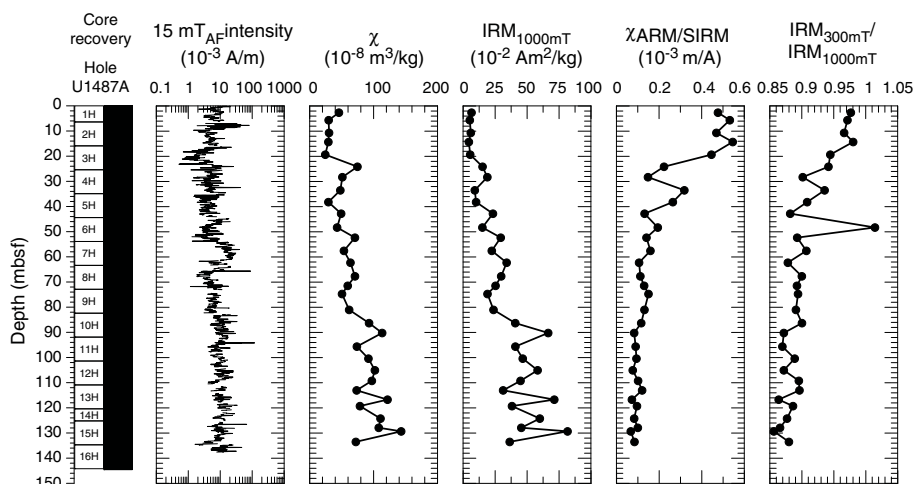 Core
recovery
Hole
U1487A
15 mTAF intensity
(10-3 A/m)
χ
(10-8 m3/kg)
IRM1000mT
(10-2 Am2/kg)
χARM/SIRM
(10-3 m/A)
IRM300mT/
IRM1000mT
0.1 1 10 100 1000
0 100 200
0 25 50 75 100
0 0.2 0.4 0.6
0.85 0.9 0.95 1 1.05
Depth (mbsf)
0
10
20
30
40
50
60
70
80
90
100
110
120
130
140
150
1H
2H
3H
4H
5H
6H
7H
8H
9H
10H
11H
12H
13H
14H
15H
16H